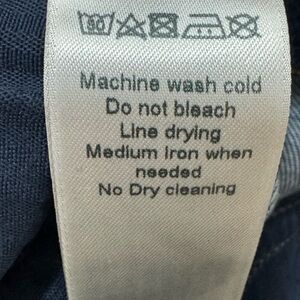 Machine wash cold
Do not bleach
Line drying
Medium Iron when
needed
No Dry cleaning